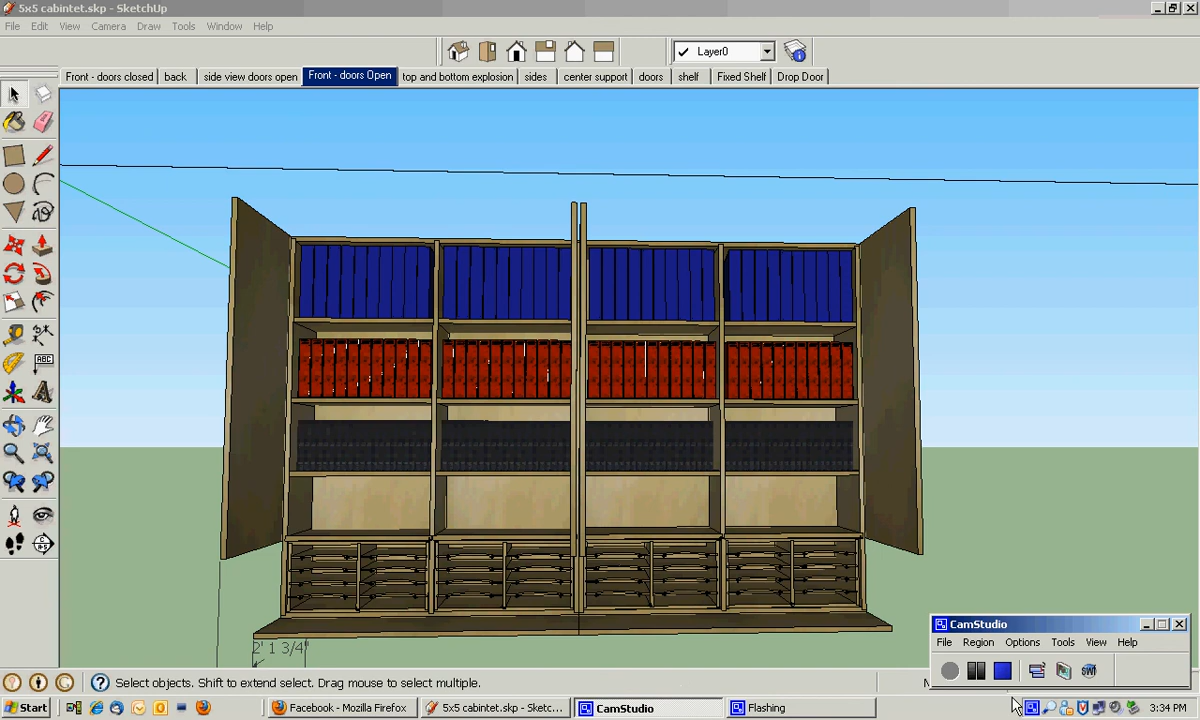 5x5 cabintet.skp - SketchUp
File Edit View Camera Draw Tools Window Help
Layer0
Front - doors closed back side view doors open Front - doors Open top and bottom explosion sides center support doors shelf Fixed Shelf Drop Door
ABC
2' 1 3/4"
CamStudio
File Region Options Tools View Help
SWF
Select objects. Shift to extend select. Drag mouse to select multiple.
Start Facebook - Mozilla Firefox 5x5 cabintet.skp - Sketc... CamStudio Flashing 3:34 PM